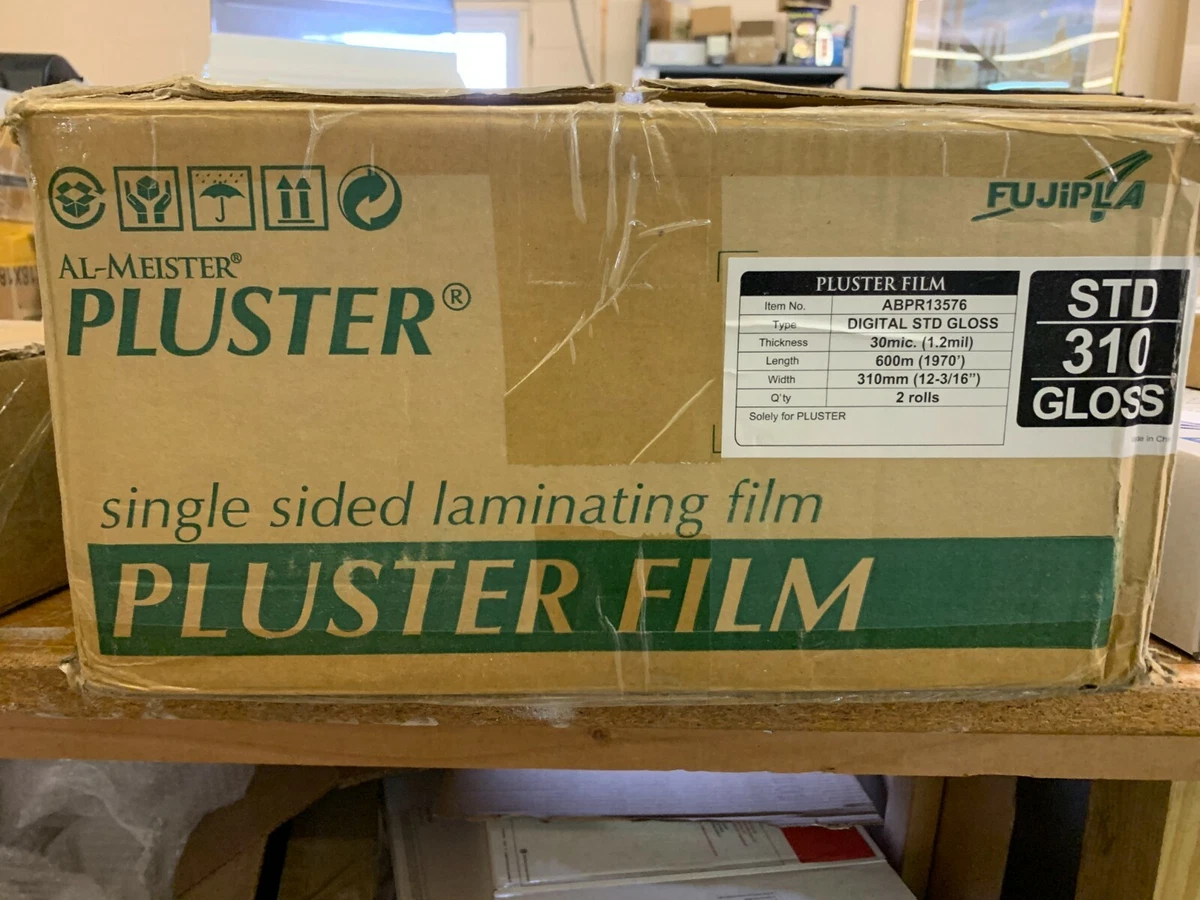 AL-MEISTER®
PLUSTER®
FUJiPLA
PLUSTER FILM
Item No. ABPR13576
Type DIGITAL STD GLOSS
Thickness 30mic. (1.2mil)
Length 600m (1970')
Width 310mm (12-3/16")
Q'ty 2 rolls
Solely for PLUSTER
STD
310
GLOSS
in
single sided laminating film
PLUSTER FILM